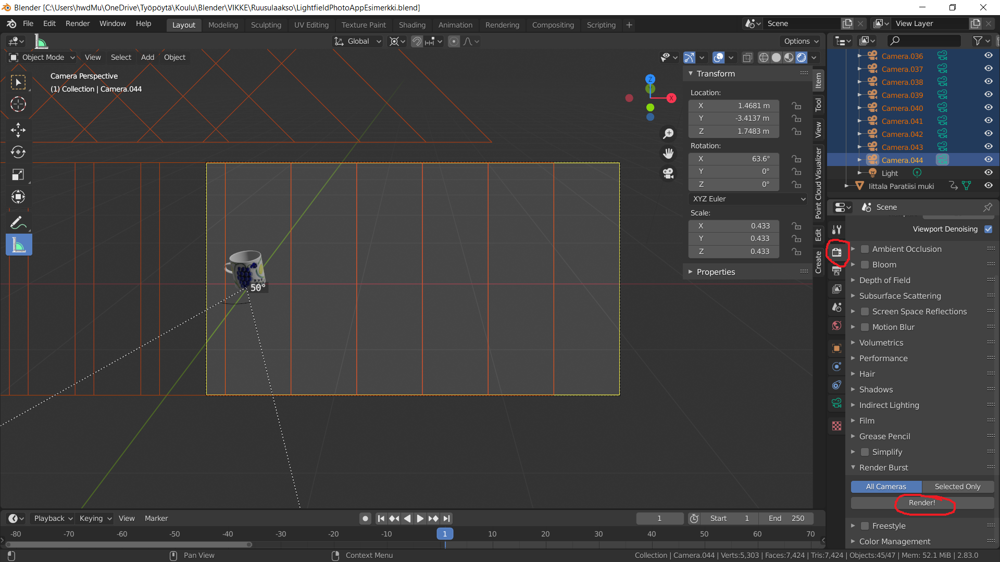 Blender [C:\Users\hwdMu\OneDrive\Työpöytä\Koulu\Blender\VIKKE\Ruusulaakso\LightfieldPhotoAppEsimerkki.blend]
File Edit Render Window Help
Layout Modeling Sculpting UV Editing Texture Paint Shading Animation Rendering Compositing Scripting +
Scene
View Layer
Global
Options
Object Mode View Select Add Object
Camera Perspective
(1) Collection | Camera.044
Z
X
50°
Transform
Location:
X 1.4681 m
Y -3.4137 m
Z 1.7483 m
Rotation:
X 63.6°
Y 0°
Z 0°
XYZ Euler
Scale:
X 0.433
Y 0.433
Z 0.433
Properties
Item
Tool
View
Point Cloud Visualizer
Edit
Create
Camera.036
Camera.037
Camera.038
Camera.039
Camera.040
Camera.041
Camera.042
Camera.043
Camera.044
Light
Iittala Paratiisi muki
Scene
Viewport Denoising
Ambient Occlusion
Bloom
Depth of Field
Subsurface Scattering
Screen Space Reflections
Motion Blur
Volumetrics
Performance
Hair
Shadows
Indirect Lighting
Film
Grease Pencil
Simplify
Render Burst
All Cameras Selected Only
Render!
Freestyle
Color Management
Playback Keying View Marker
1
Start 1
End 250
-80 -70 -60 -50 -40 -30 -20 -10 1 10 20 30 40 50 60 70
Pan View
Context Menu
Collection | Camera.044 | Verts:5,303 | Faces:7,424 | Tris:7,424 | Objects:45/47 | Mem: 52.1 MiB | 2.83.0